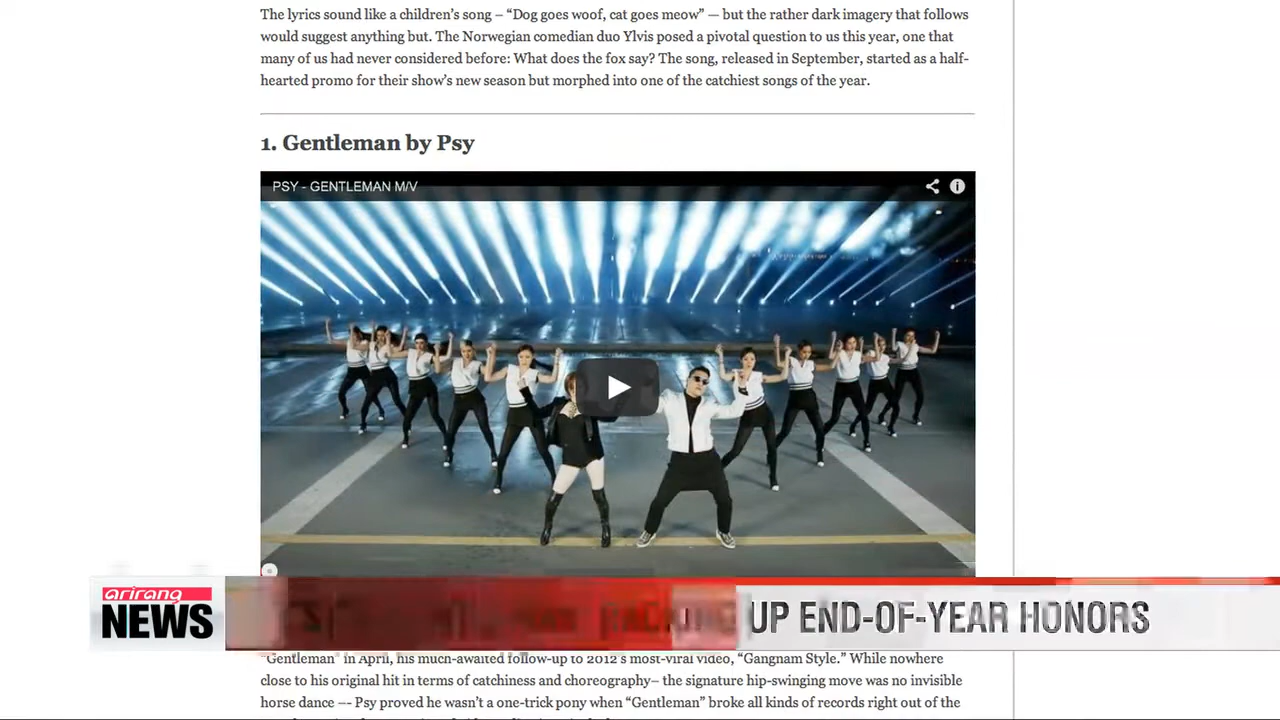 The lyrics sound like a children’s song – “Dog goes woof, cat goes meow” — but the rather dark imagery that follows
would suggest anything but. The Norwegian comedian duo Ylvis posed a pivotal question to us this year, one that
many of us had never considered before: What does the fox say? The song, released in September, started as a half-
hearted promo for their show’s new season but morphed into one of the catchiest songs of the year.
1. Gentleman by Psy
PSY - GENTLEMAN M/V
arirang
NEWS
UP END-OF-YEAR HONORS
“Gentleman” in April, his much-awaited follow-up to 2012’s most-viral video, “Gangnam Style.” While nowhere
close to his original hit in terms of catchiness and choreography– the signature hip-swinging move was no invisible
horse dance –- Psy proved he wasn’t a one-trick pony when “Gentleman” broke all kinds of records right out of the